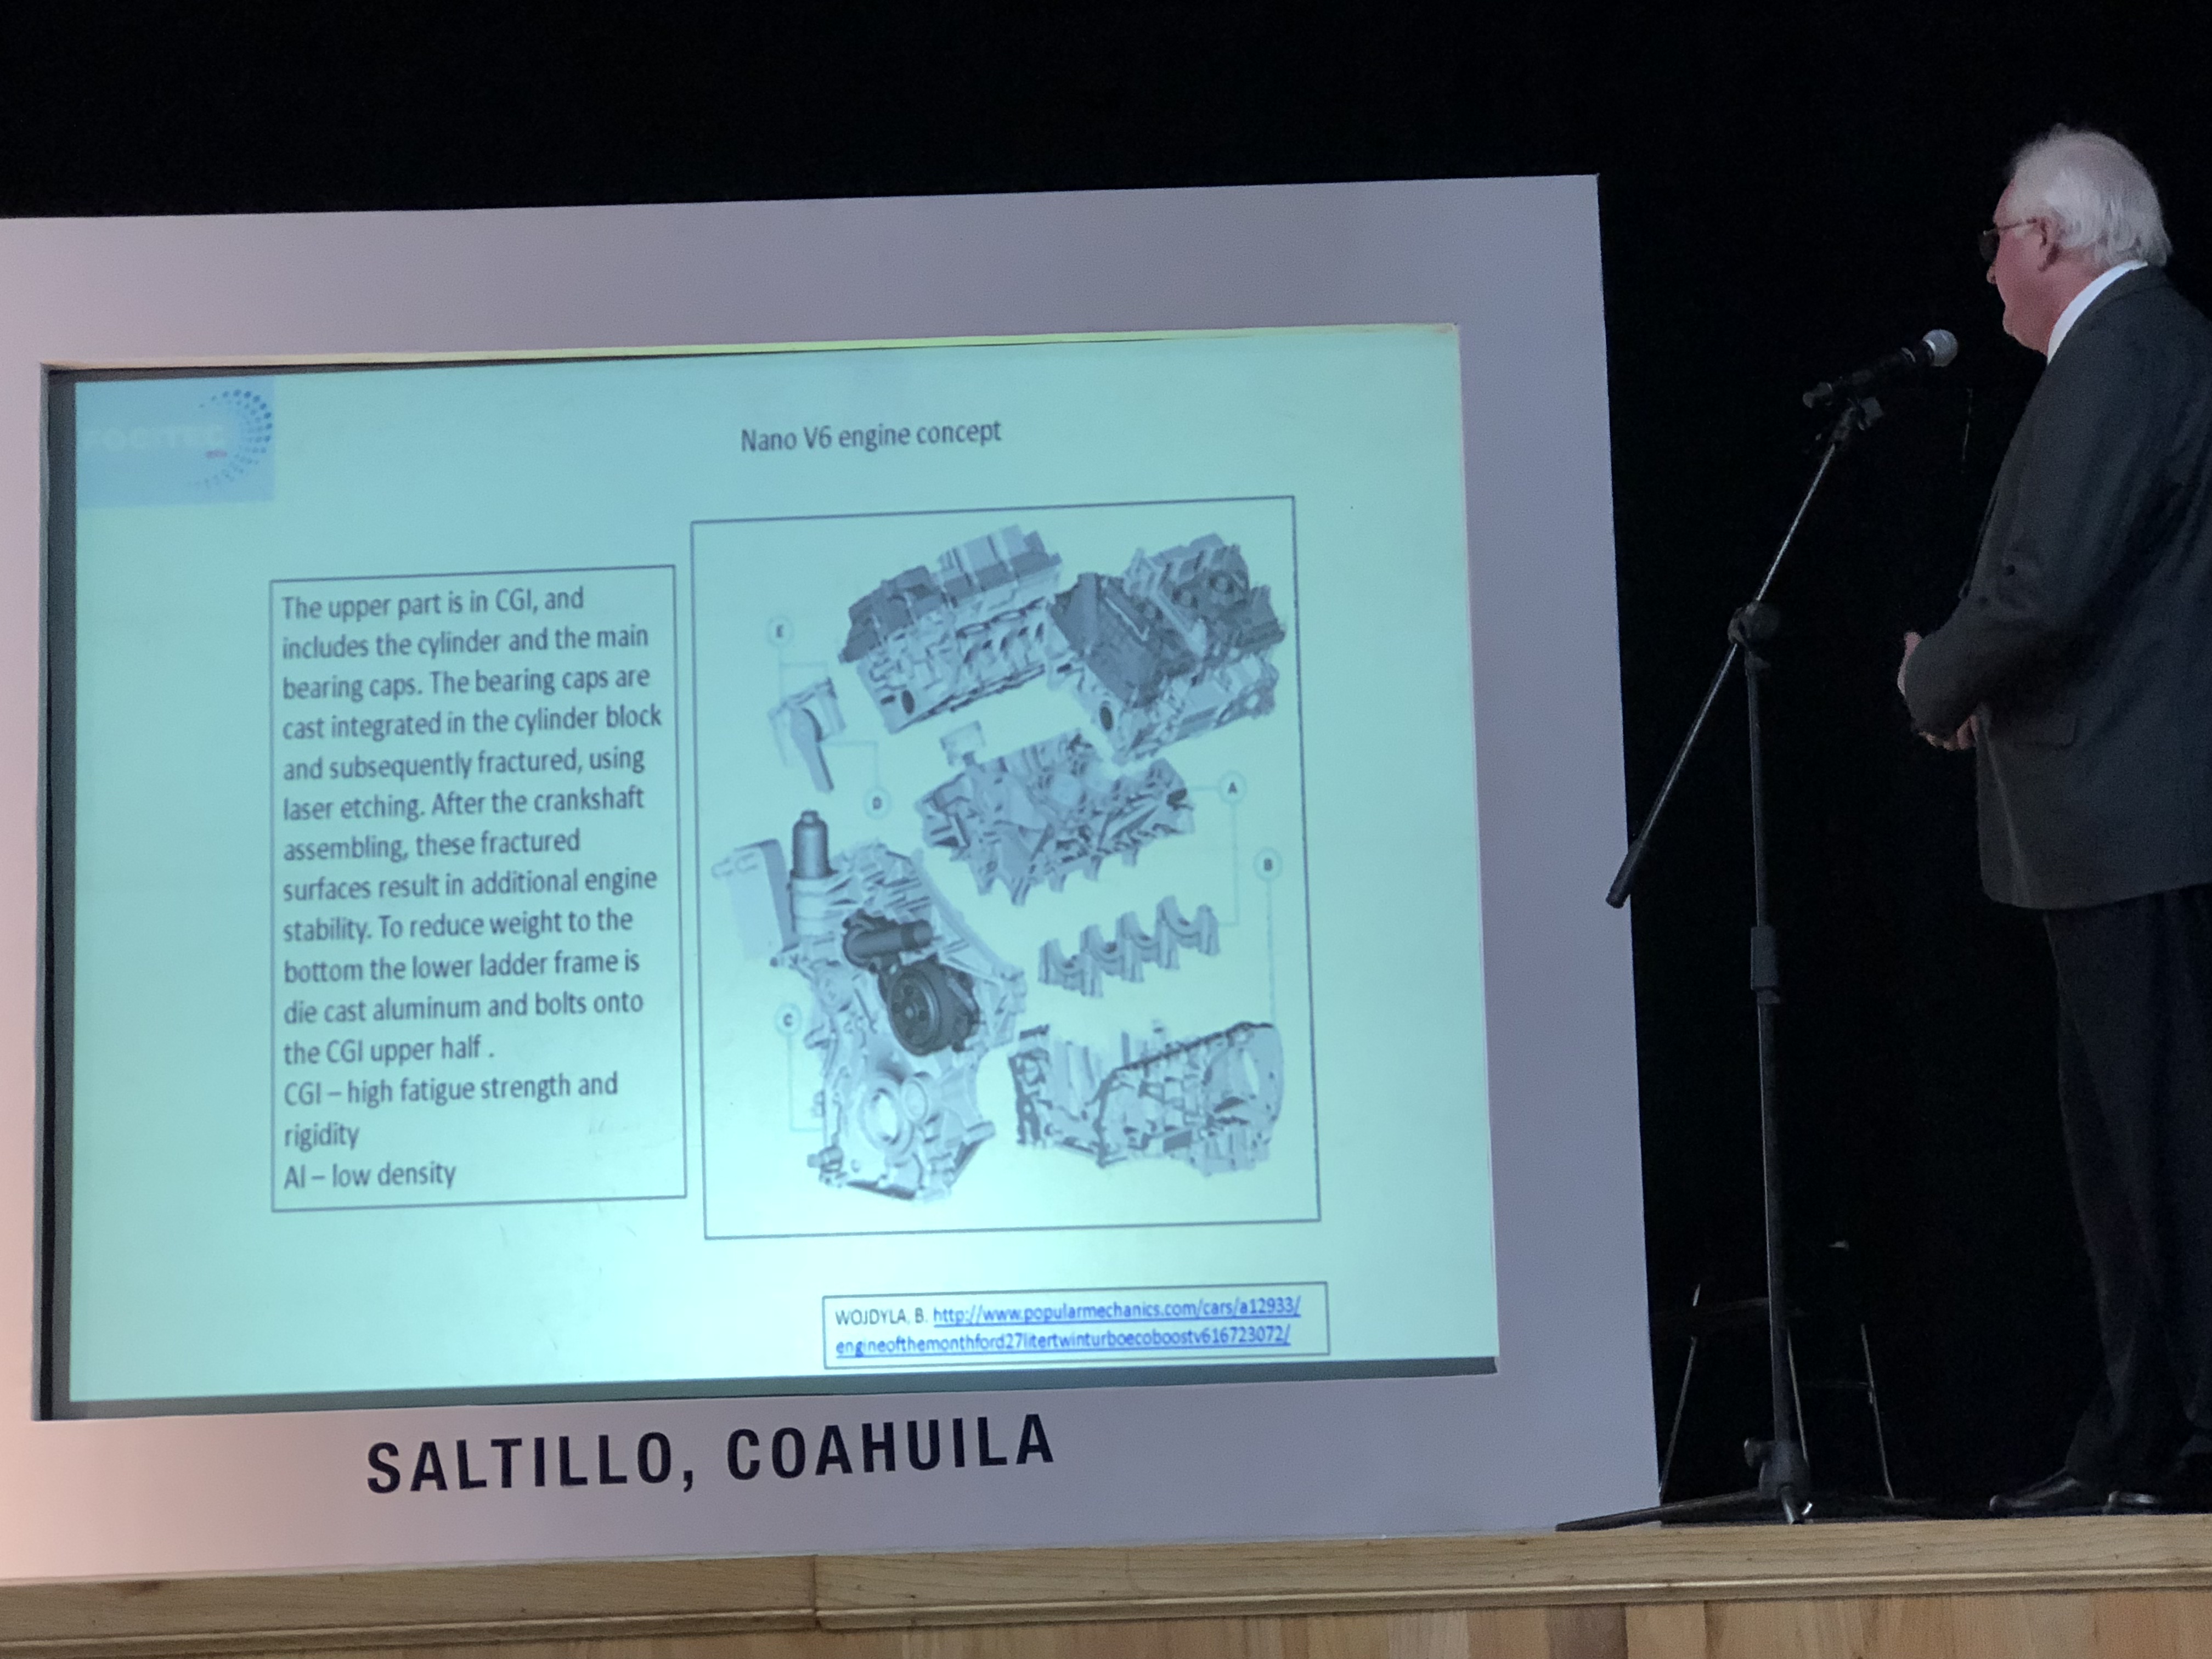 Nano V6 engine concept
The upper part is in CGI, and
includes the cylinder and the main
bearing caps. The bearing caps are
cast integrated in the cylinder block
and subsequently fractured, using
laser etching. After the crankshaft
assembling, these fractured
surfaces result in additional engine
stability. To reduce weight to the
bottom the lower ladder frame is
die cast aluminum and bolts onto
the CGI upper half .
CGI – high fatigue strength and
rigidity
Al – low density
E
D
A
B
C
WOJDYLA, B. http://www.popularmechanics.com/cars/a12933/
engineofthemonthford27litertwinturboecoboostv616723072/
SALTILLO, COAHUILA